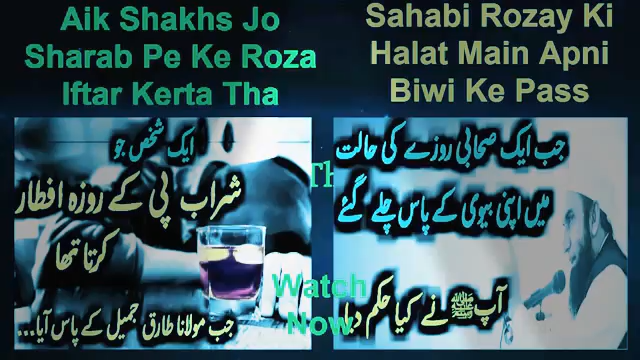 Aik Shakhs Jo
Sharab Pe Ke Roza
Iftar Kerta Tha
Sahabi Rozay Ki
Halat Main Apni
Biwi Ke Pass
ایک شخص جو
شراب پی کے روزہ افطار
کرتا تھا
جب مولانا طارق جمیل کے پاس آیا...
جب ایک صحابی روزے کی حالت
میں اپنی بیوی کے پاس چلے گئے
آپ ﷺ نے کیا حکم دیا
Th
Watch
Now